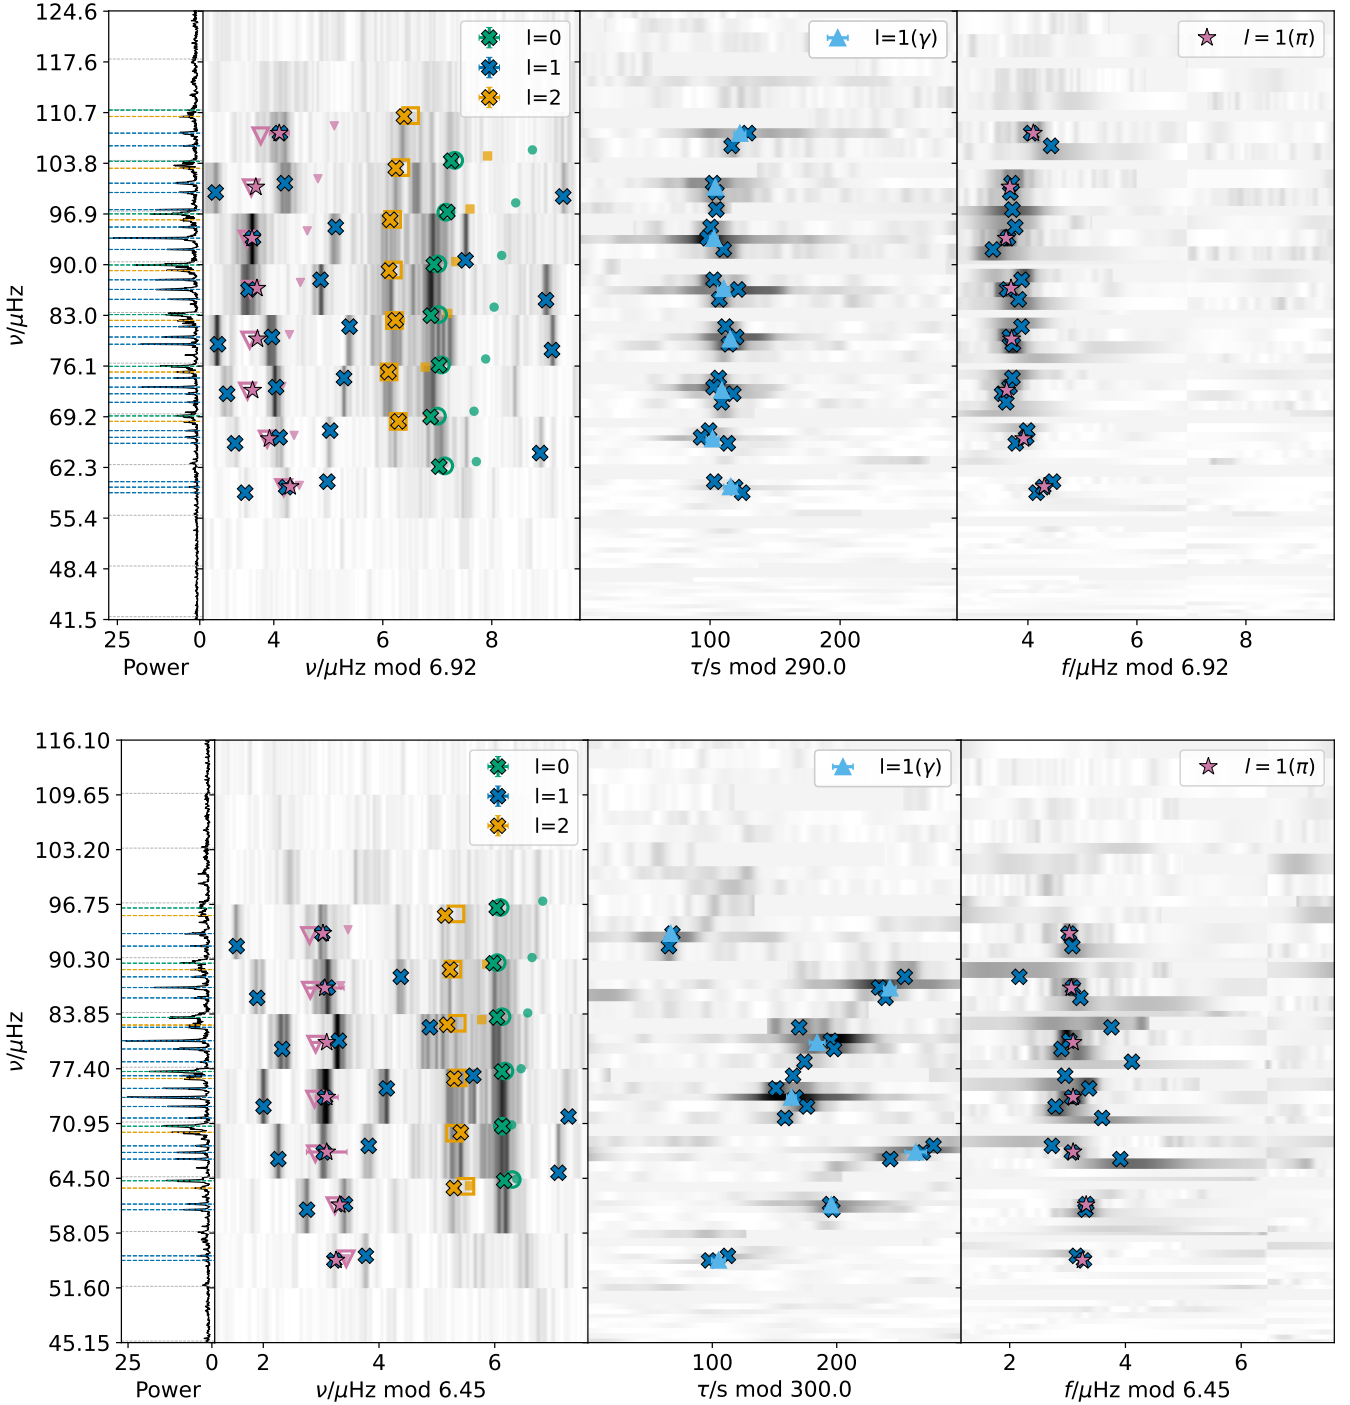 124.6
117.6
110.7
103.8
96.9
90.0
83.0
76.1
69.2
62.3
55.4
48.4
41.5
ν/μHz
25 0
Power
l=0
l=1
l=2
4 6 8
ν/μHz mod 6.92
l=1(γ)
100 200
τ/s mod 290.0
l = 1(π)
4 6 8
f/μHz mod 6.92
116.10
109.65
103.20
96.75
90.30
83.85
77.40
70.95
64.50
58.05
51.60
45.15
ν/μHz
25 0
Power
l=0
l=1
l=2
2 4 6
ν/μHz mod 6.45
l=1(γ)
100 200
τ/s mod 300.0
l = 1(π)
2 4 6
f/μHz mod 6.45